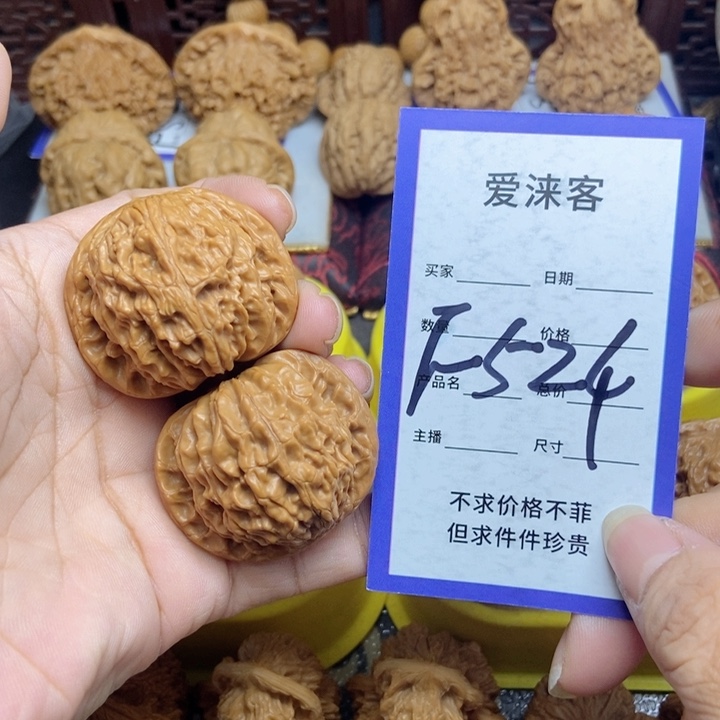 爱涞客
买家 日期
数量 价格
F-524
产品名 总价
主播 尺寸
不求价格不菲
但求件件珍贵